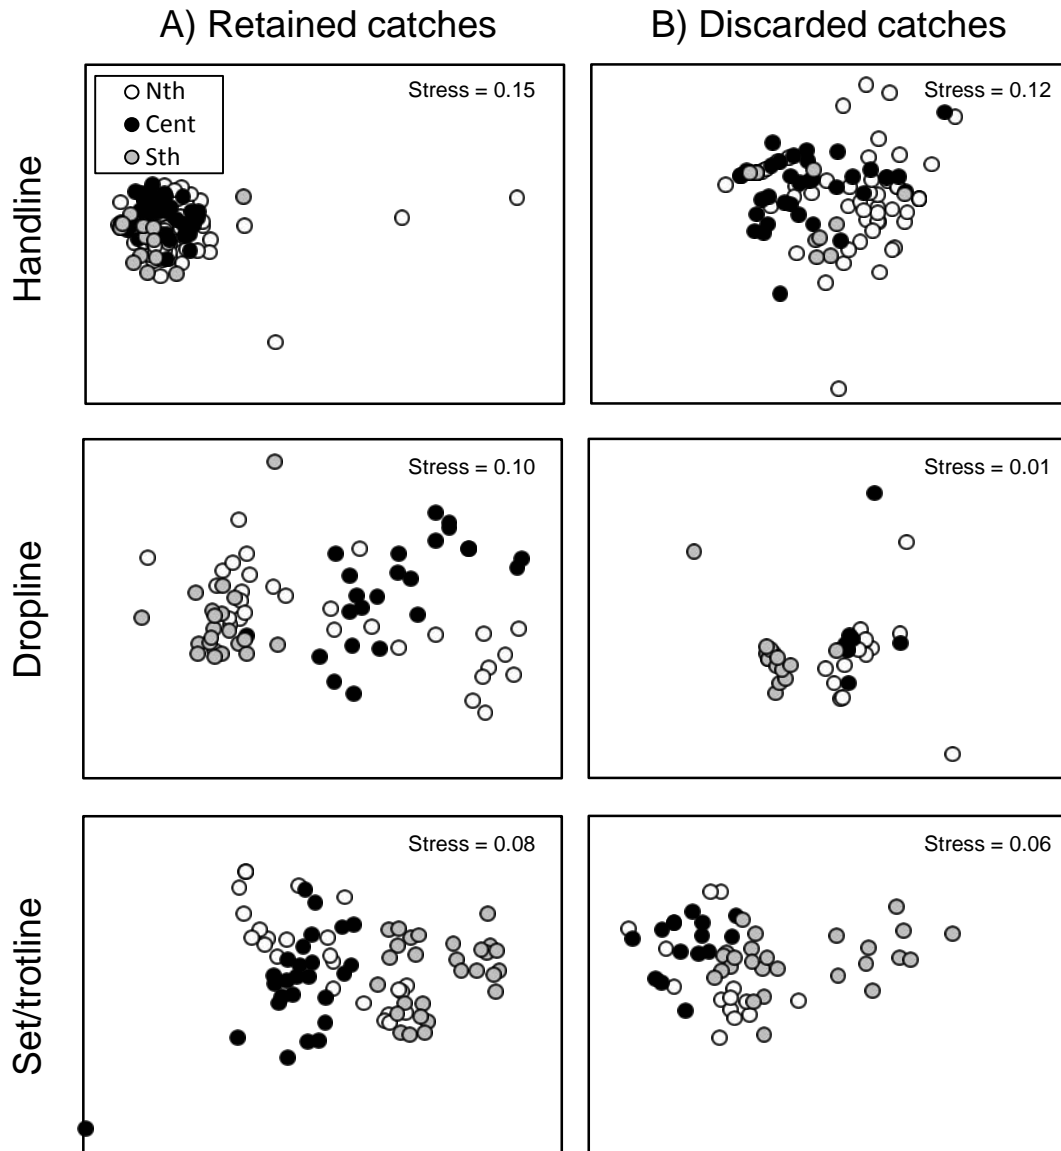 A) Retained catches
B) Discarded catches
Handline
Nth
Cent
Sth
Stress = 0.15
Stress = 0.12
Dropline
Stress = 0.10
Stress = 0.01
Set/trotline
Stress = 0.08
Stress = 0.06